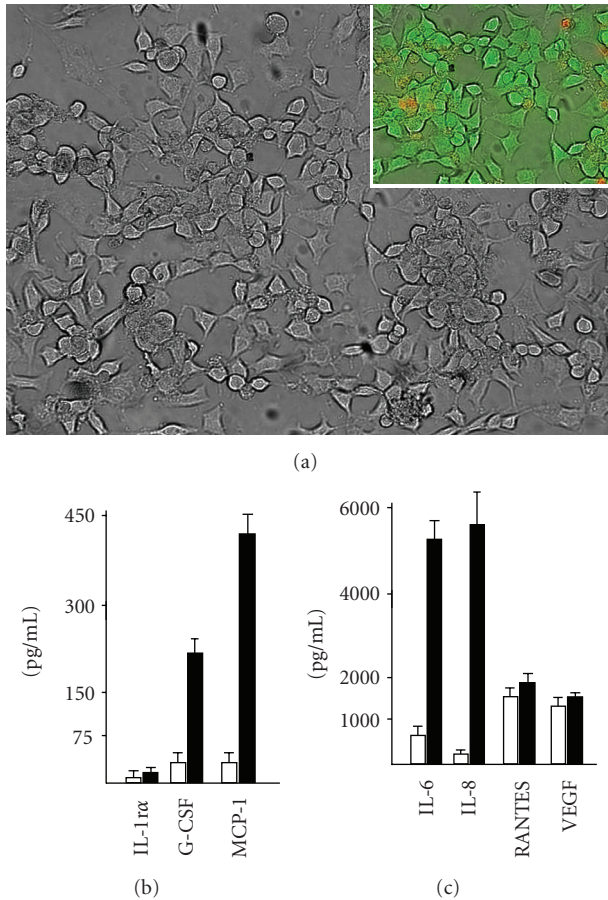 (a)
450
300
150
75
(pg/mL)
IL-1rα
G-CSF
MCP-1
(b)
6000
4000
2000
1000
(pg/mL)
IL-6
IL-8
RANTES
VEGF
(c)